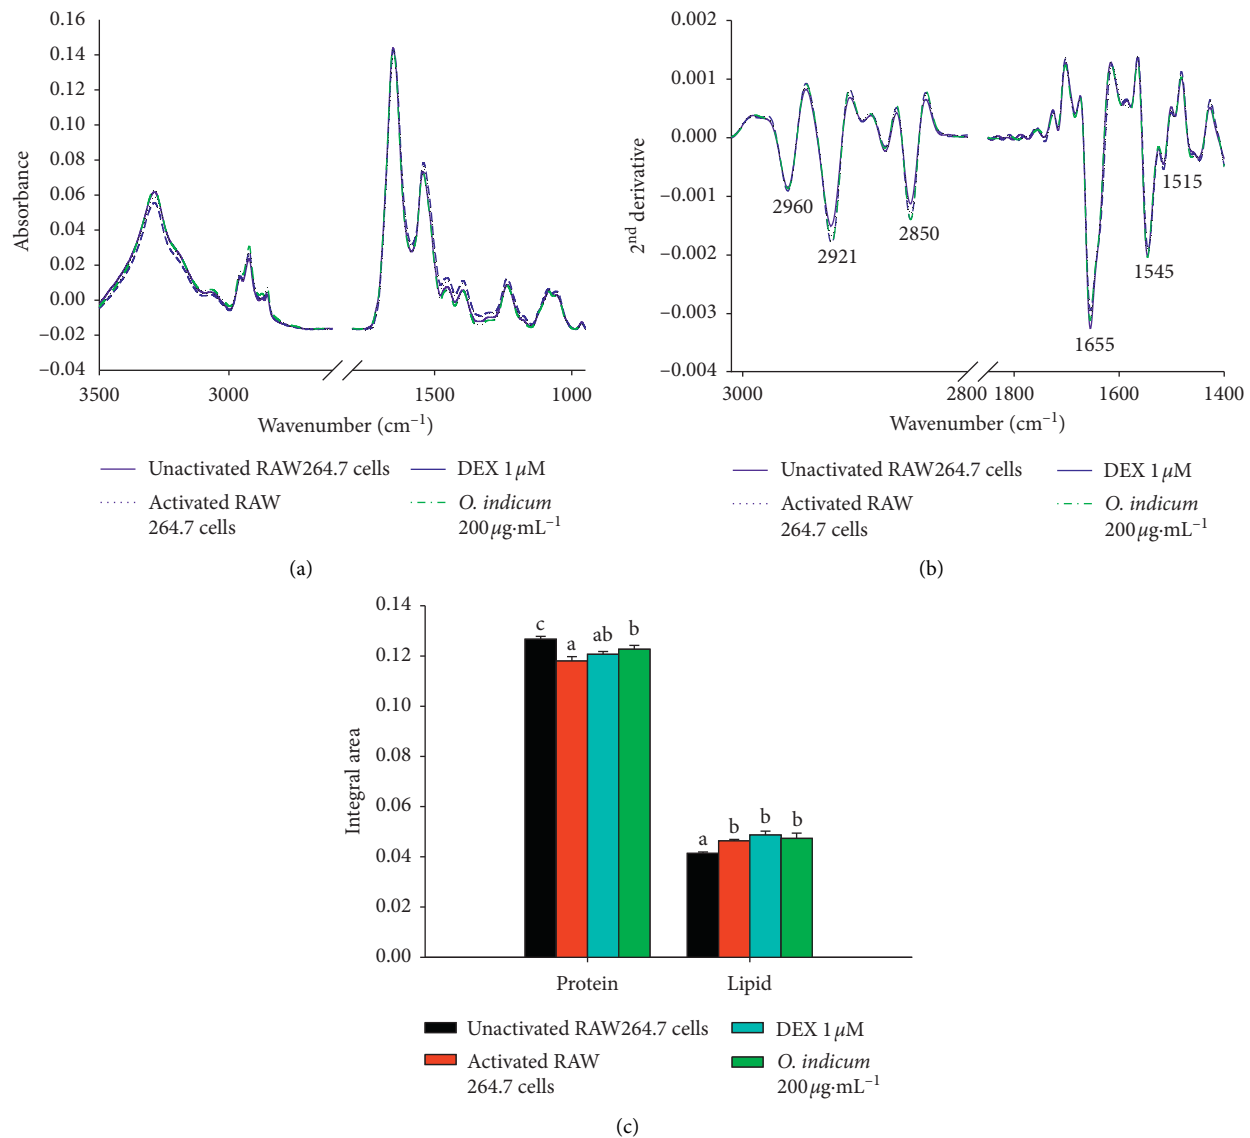 0.16
0.14
0.12
0.10
0.08
0.06
0.04
0.02
0.00
−0.02
−0.04
Absorbance
3500
3000
1500
1000
Wavenumber (cm⁻¹)
Unactivated RAW264.7 cells
DEX 1 μM
Activated RAW
264.7 cells
O. indicum
200 μg·mL⁻¹
(a)
0.002
0.001
0.000
−0.001
−0.002
−0.003
−0.004
2ⁿᵈ derivative
2960
2921
2850
1655
1545
1515
3000
2800
1800
1600
1400
Wavenumber (cm⁻¹)
Unactivated RAW264.7 cells
DEX 1 μM
Activated RAW
264.7 cells
O. indicum
200 μg·mL⁻¹
(b)
0.14
0.12
0.10
0.08
0.06
0.04
0.02
0.00
Integral area
c
a
ab
b
a
b
b
b
Protein
Lipid
Unactivated RAW264.7 cells
DEX 1 μM
Activated RAW
264.7 cells
O. indicum
200 μg·mL⁻¹
(c)